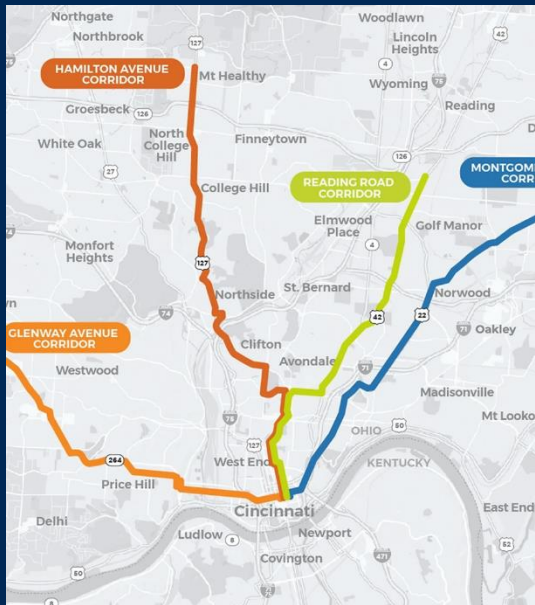 Northgate
Northbrook
127
Woodlawn
Lincoln
Heights
42
4
HAMILTON AVENUE
CORRIDOR
Mt Healthy
Wyoming
75
Groesbeck
126
Reading
North
College
Hill
Finneytown
White Oak
27
126
College Hill
READING ROAD
CORRIDOR
Elmwood
Place
4
Golf Manor
Monfort
Heights
127
St. Bernard
Northside
42
Norwood
74
22
71
Oakley
GLENWAY AVENUE
CORRIDOR
Clifton
Westwood
Avondale
71
Madisonville
75
Mt Looko
127
OHIO
50
264
West End
KENTUCKY
Price Hill
Cincinnati
Delhi
Ludlow
8
Newport
East End
Covington
471
52
50
8